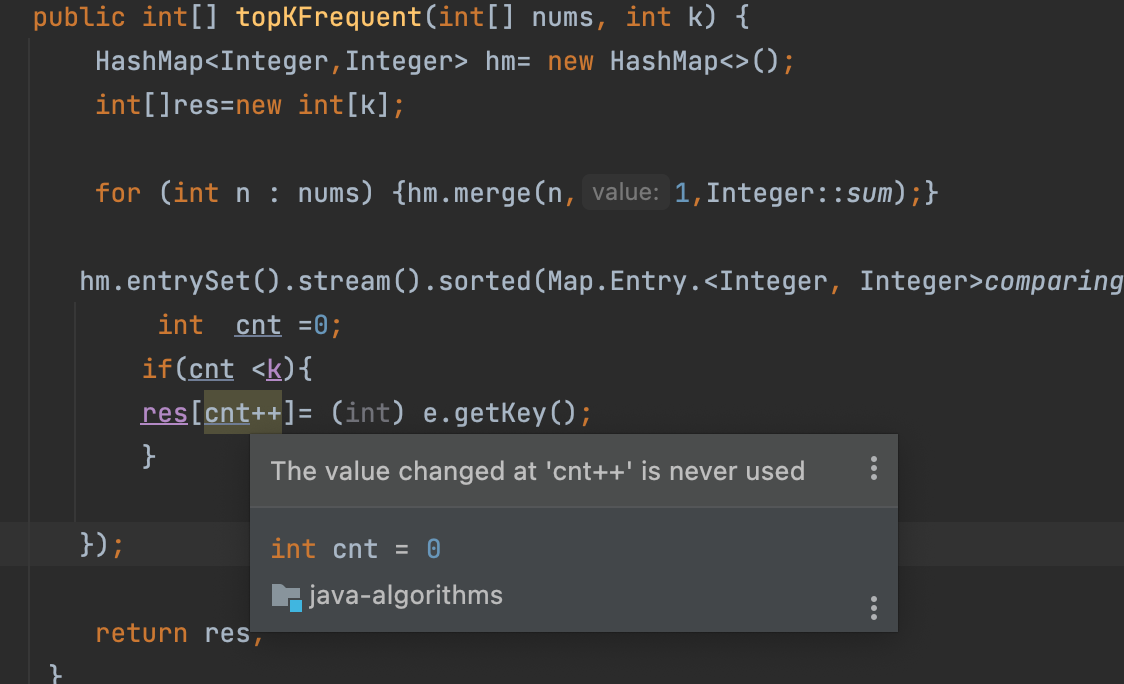 public int[] topKFrequent(int[] nums, int k) {
HashMap<Integer,Integer> hm= new HashMap<>();
int[]res=new int[k];
for (int n : nums) {hm.merge(n, value: 1,Integer::sum);}
hm.entrySet().stream().sorted(Map.Entry.<Integer, Integer>comparing
int  cnt =0;
if(cnt <k){
res[cnt++]= (int) e.getKey();
}
The value changed at 'cnt++' is never used
int cnt = 0
java-algorithms
});
return res;
}